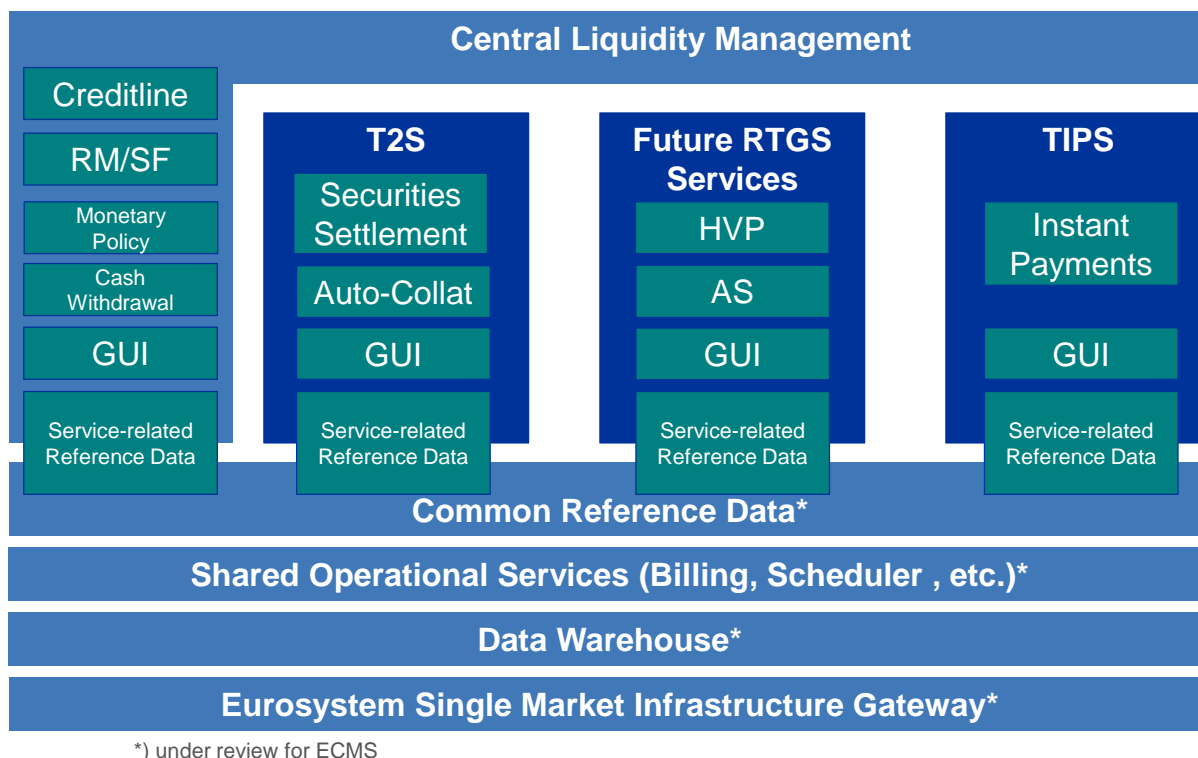 Central Liquidity Management
Creditline
RM/SF
Monetary
Policy
Cash
Withdrawal
GUI
Service-related
Reference Data
T2S
Securities
Settlement
Auto-Collat
GUI
Service-related
Reference Data
Future RTGS
Services
HVP
AS
GUI
Service-related
Reference Data
TIPS
Instant
Payments
GUI
Service-related
Reference Data
Common Reference Data*
Shared Operational Services (Billing, Scheduler , etc.)*
Data Warehouse*
Eurosystem Single Market Infrastructure Gateway*
*) under review for ECMS